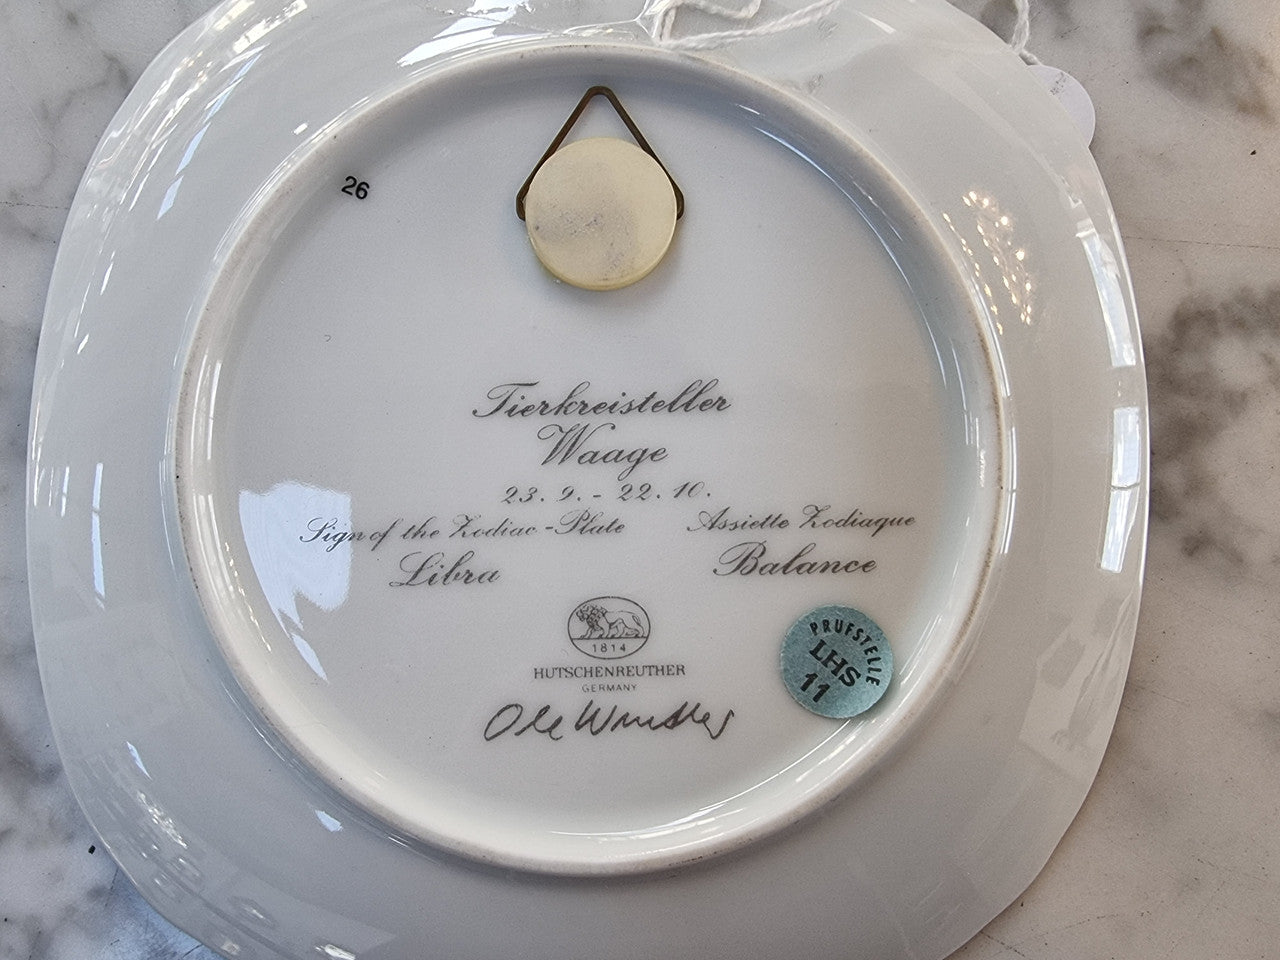 26
Tierkreisteller
Waage
23. 9. - 22. 10.
Sign of the Zodiac - Plate
Libra
Assiette Zodiaque
Balance
1814
HUTSCHENREUTHER
GERMANY
Ole Winther
PRUFSTELLE
LHS
11